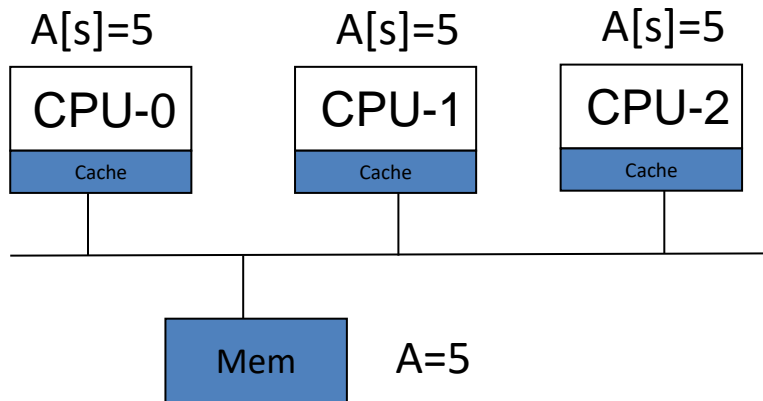 A[s]=5
A[s]=5
A[s]=5
CPU-0
CPU-1
CPU-2
Cache
Cache
Cache
Mem
A=5